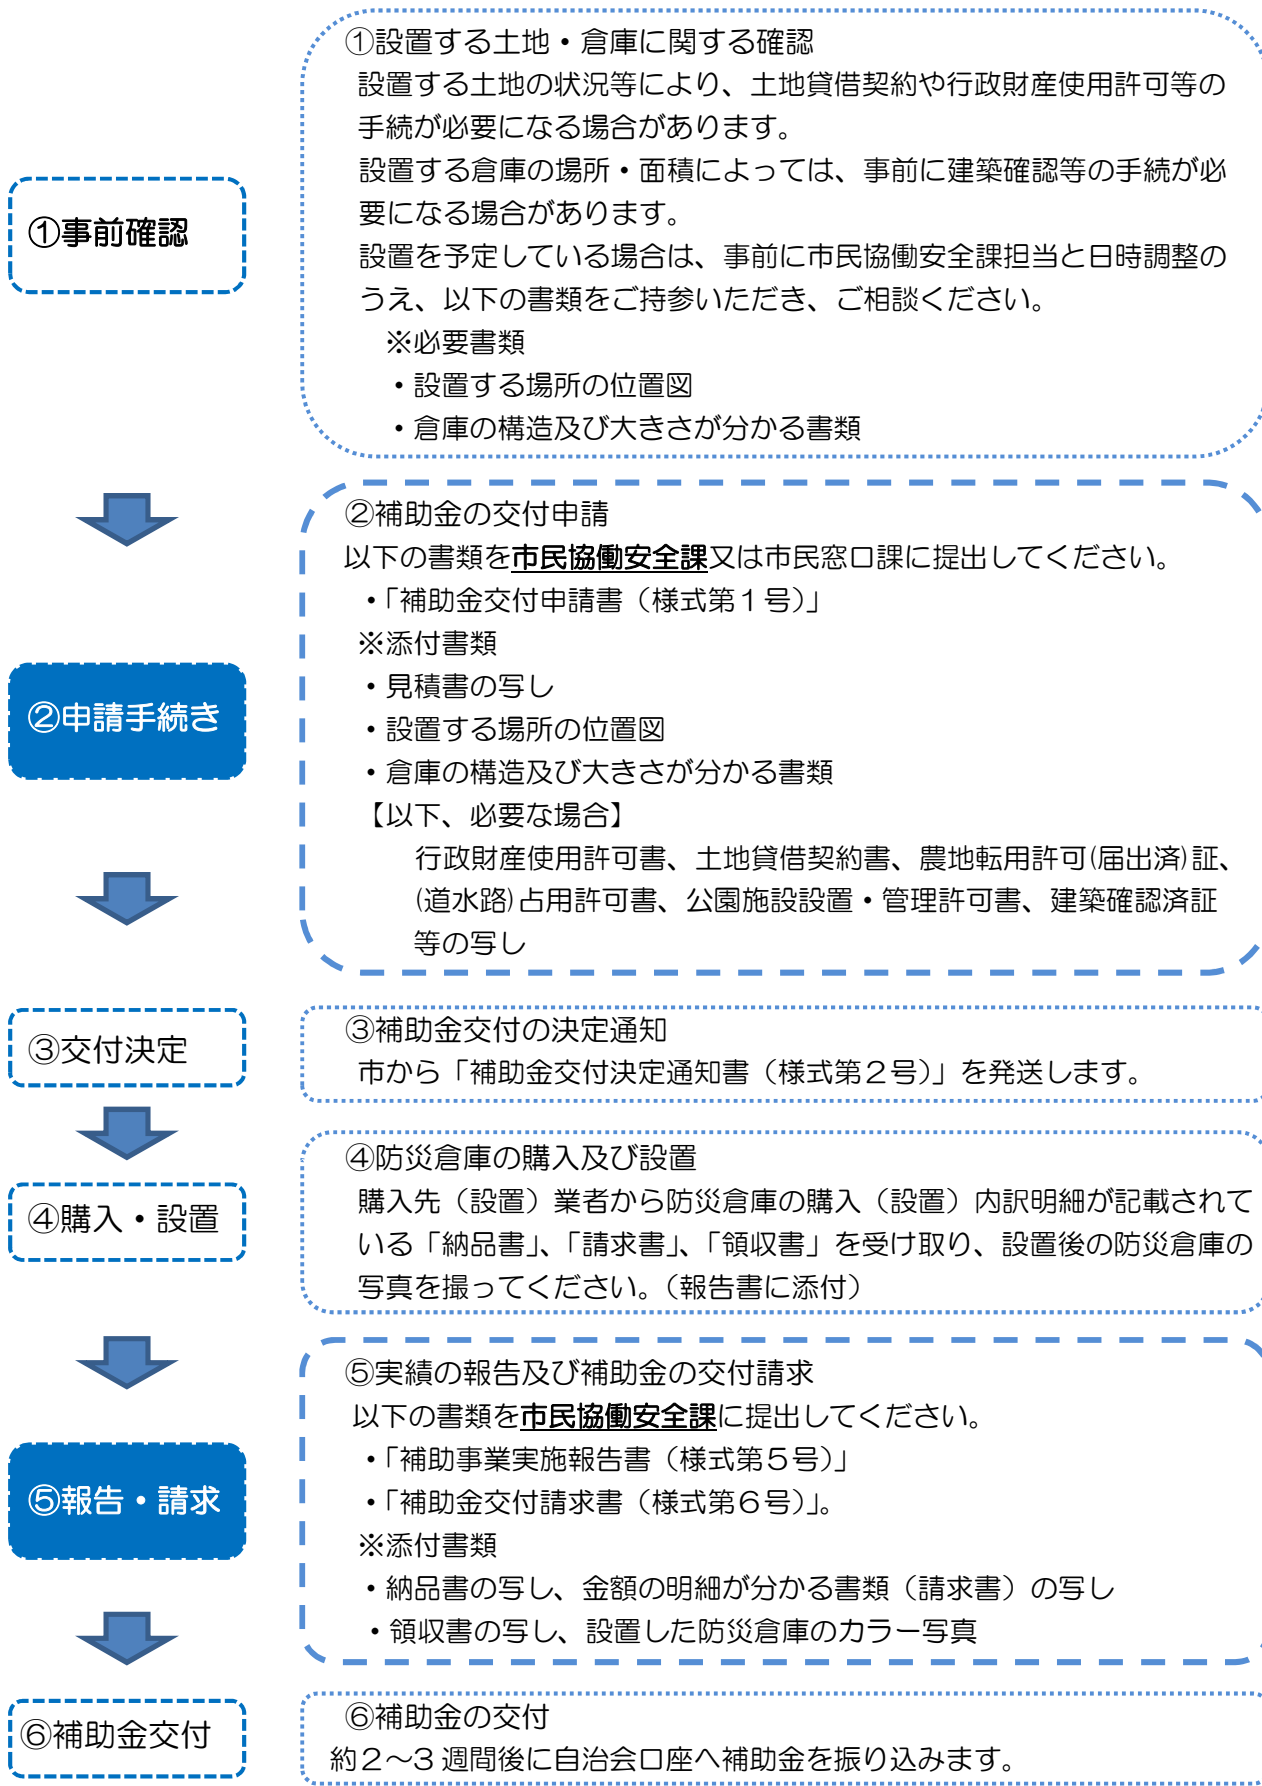 ①設置する土地・倉庫に関する確認
設置する土地の状況等により、土地貸借契約や行政財産使用許可等の
手続が必要になる場合があります。
設置する倉庫の場所・面積によっては、事前に建築確認等の手続が必
要になる場合があります。
設置を予定している場合は、事前に市民協働安全課担当と日時調整の
うえ、以下の書類をご持参いただき、ご相談ください。
※必要書類
・設置する場所の位置図
・倉庫の構造及び大きさが分かる書類
①事前確認
②補助金の交付申請
以下の書類を市民協働安全課又は市民窓口課に提出してください。
・「補助金交付申請書（様式第１号）」
※添付書類
・見積書の写し
・設置する場所の位置図
・倉庫の構造及び大きさが分かる書類
【以下、必要な場合】
行政財産使用許可書、土地貸借契約書、農地転用許可(届出済)証、
(道水路)占用許可書、公園施設設置・管理許可書、建築確認済証
等の写し
②申請手続き
③交付決定
③補助金交付の決定通知
市から「補助金交付決定通知書（様式第２号）」を発送します。
④購入・設置
④防災倉庫の購入及び設置
購入先（設置）業者から防災倉庫の購入（設置）内訳明細が記載されて
いる「納品書」、「請求書」、「領収書」を受け取り、設置後の防災倉庫の
写真を撮ってください。（報告書に添付）
⑤報告・請求
⑤実績の報告及び補助金の交付請求
以下の書類を市民協働安全課に提出してください。
・「補助事業実施報告書（様式第５号）」
・「補助金交付請求書（様式第６号）」。
※添付書類
・納品書の写し、金額の明細が分かる書類（請求書）の写し
・領収書の写し、設置した防災倉庫のカラー写真
⑥補助金交付
⑥補助金の交付
約２～３週間後に自治会口座へ補助金を振り込みます。